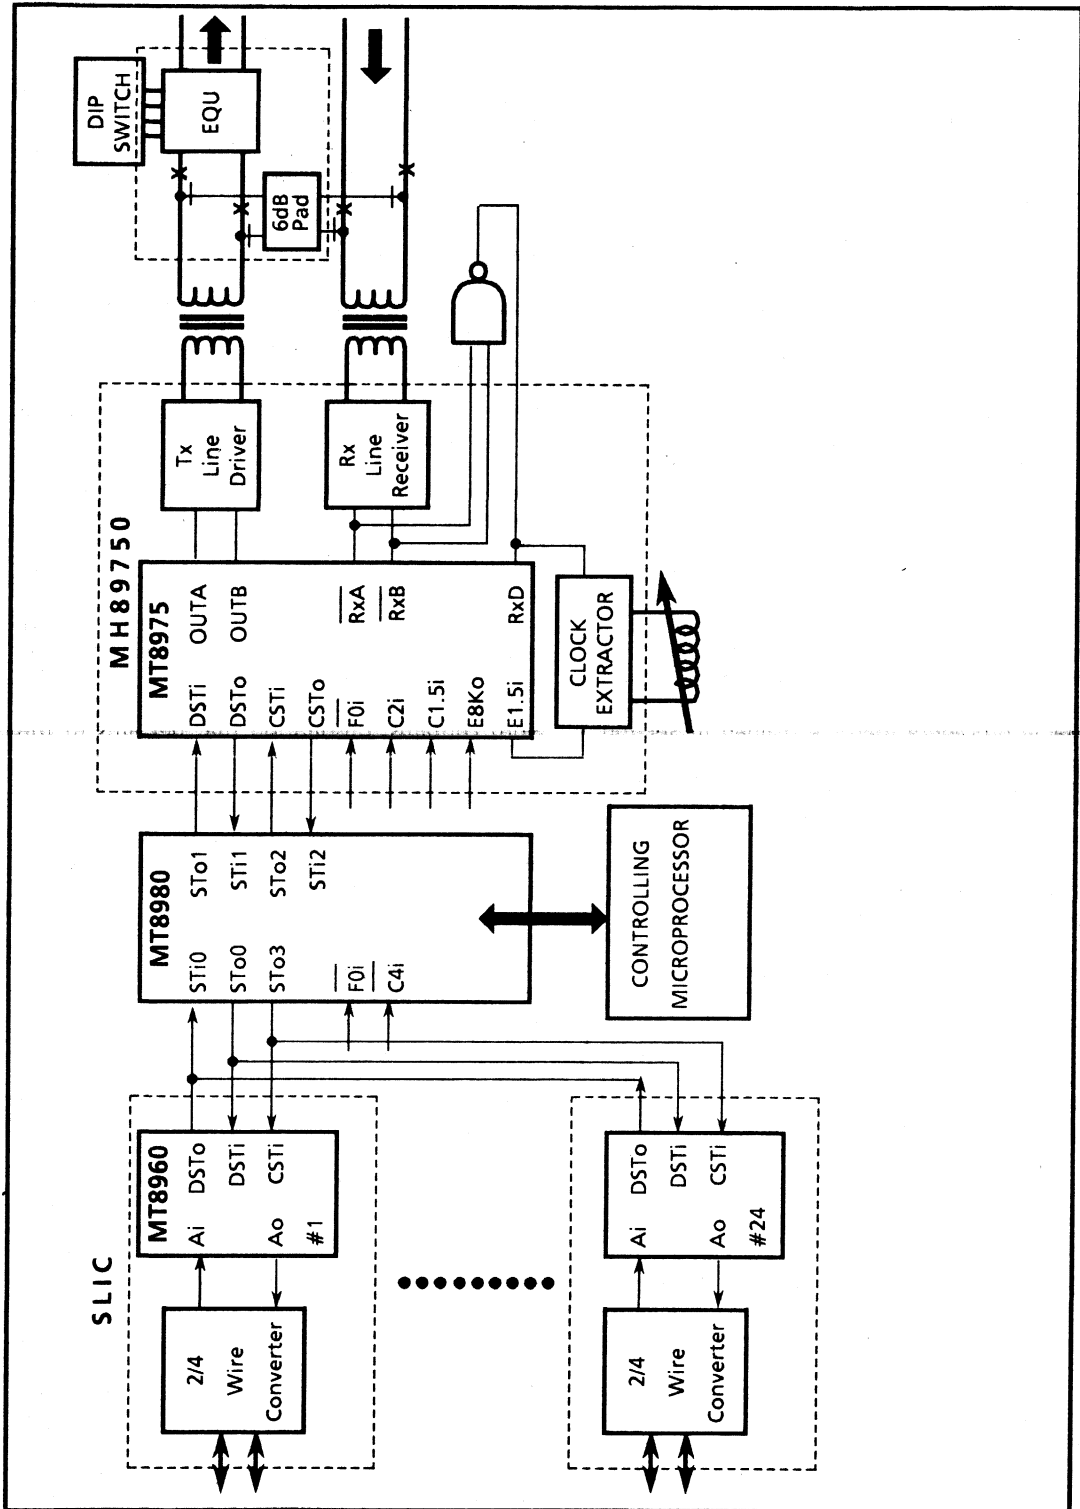 SLIC
2/4
Wire
Converter
MT8960
Ai
DSTo
DSTi
Ao
CSTi
#1
2/4
Wire
Converter
Ai
DSTo
DSTi
Ao
CSTi
#24
MT8980
STi0
STo1
STo0
STi1
STo3
STo2
STi2
F0i
C4i
CONTROLLING
MICROPROCESSOR
MH89750
MT8975
DSTi
OUTA
DSTo
OUTB
CSTi
CSTo
F0i
RxA
C2i
RxB
C1.5i
E8Ko
E1.5i
RxD
Tx
Line
Driver
Rx
Line
Receiver
CLOCK
EXTRACTOR
6dB
Pad
DIP
SWITCH
EQU